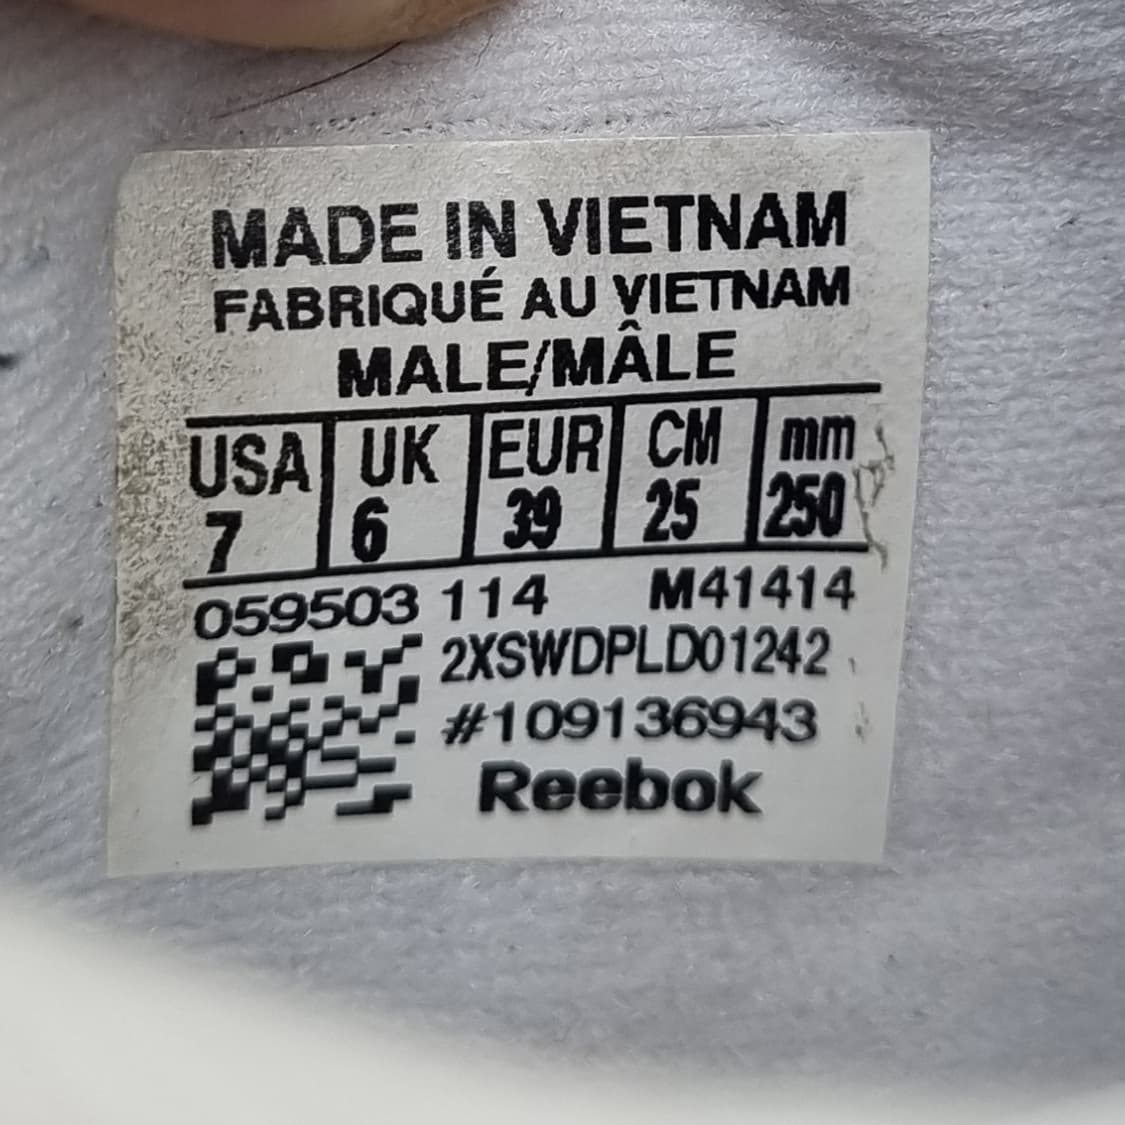 MADE IN VIETNAM
FABRIQUÉ AU VIETNAM
MALE/MÂLE
USA UK EUR CM mm
7 6 39 25 250
059503 114 M41414
2XSWDPLD01242
#109136943
Reebok